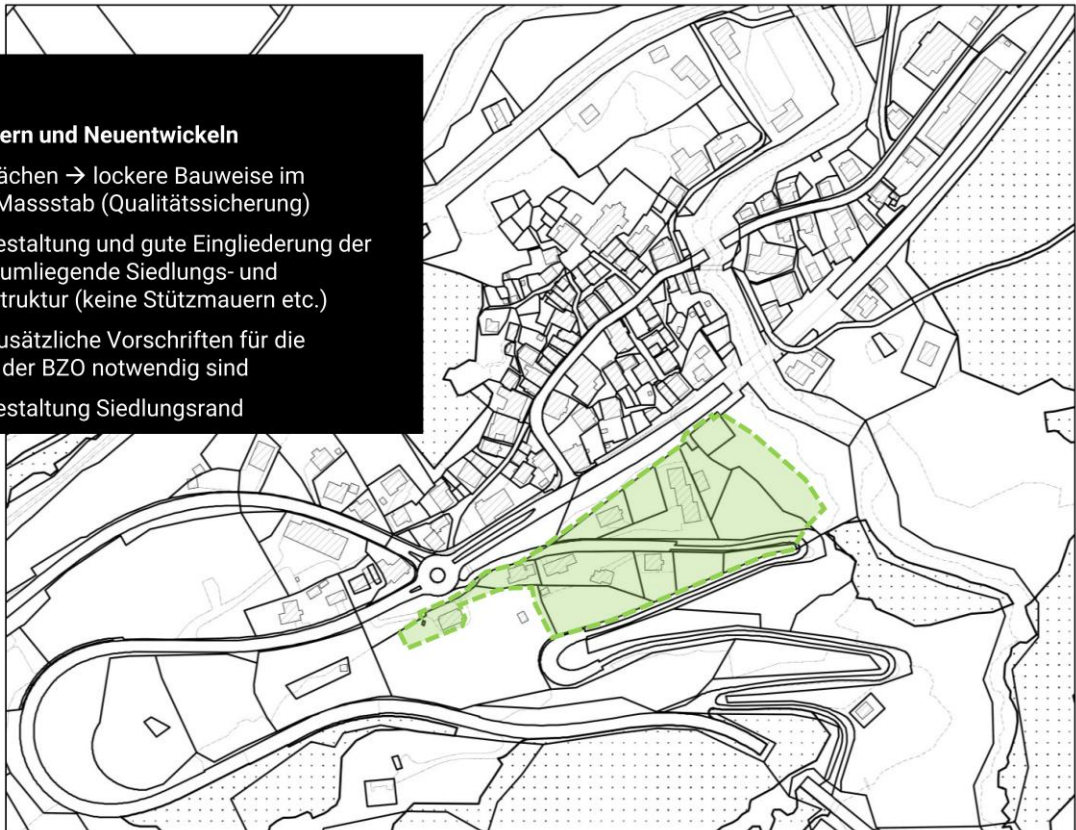 ern und Neuentwickeln
ächen → lockere Bauweise im
Massstab (Qualitätssicherung)
estaltung und gute Eingliederung der
umliegende Siedlungs- und
truktur (keine Stützmauern etc.)
usätzliche Vorschriften für die
der BZO notwendig sind
estaltung Siedlungsrand